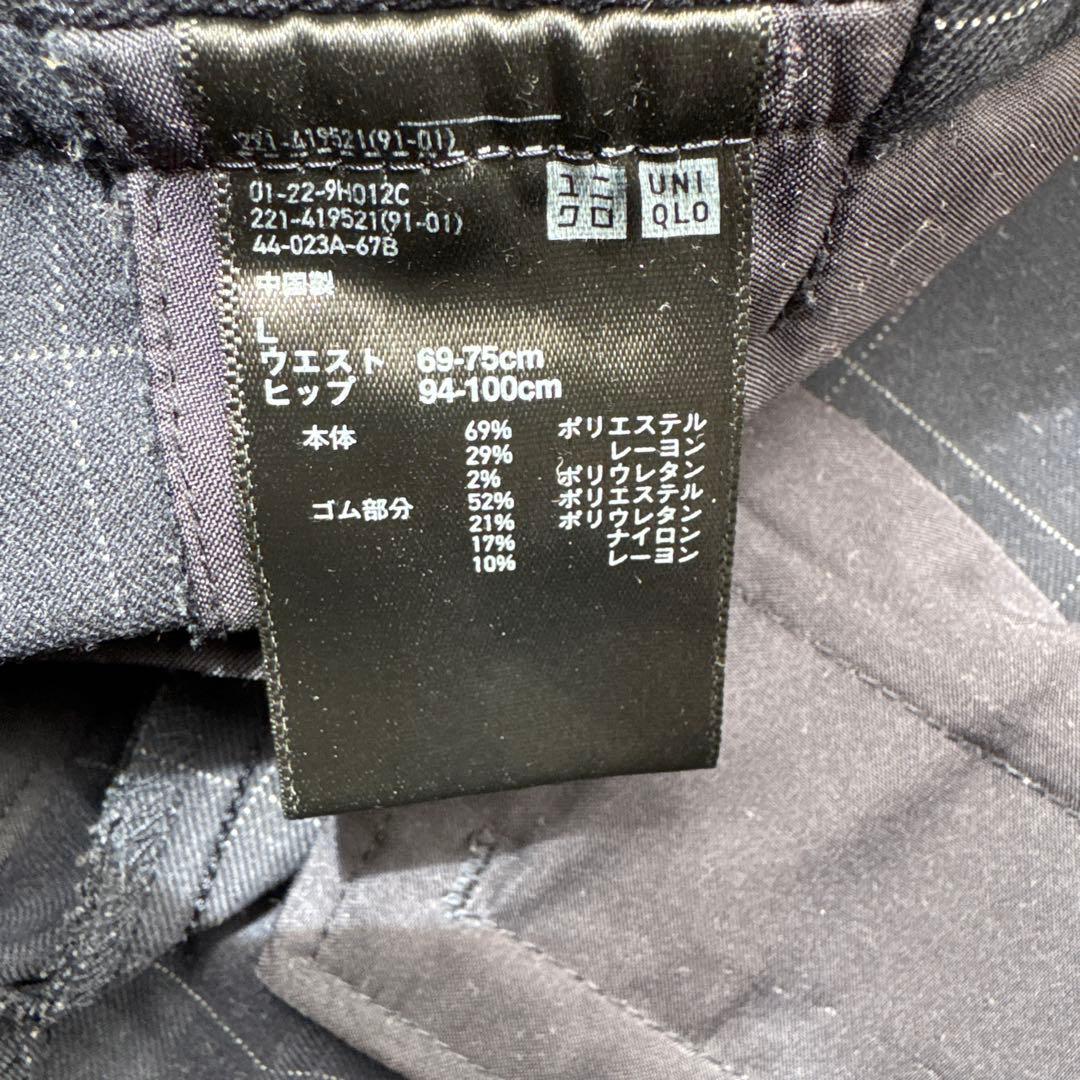 221-419521(91-01)
01-22-9H012C
221-419521(91-01)
44-023A-67B
ユニ
クロ
UNI
QLO
中国製
L
ウエスト 69-75cm
ヒップ 94-100cm
本体 69% ポリエステル
29% レーヨン
2% ポリウレタン
ゴム部分 52% ポリエステル
21% ポリウレタン
17% ナイロン
10% レーヨン